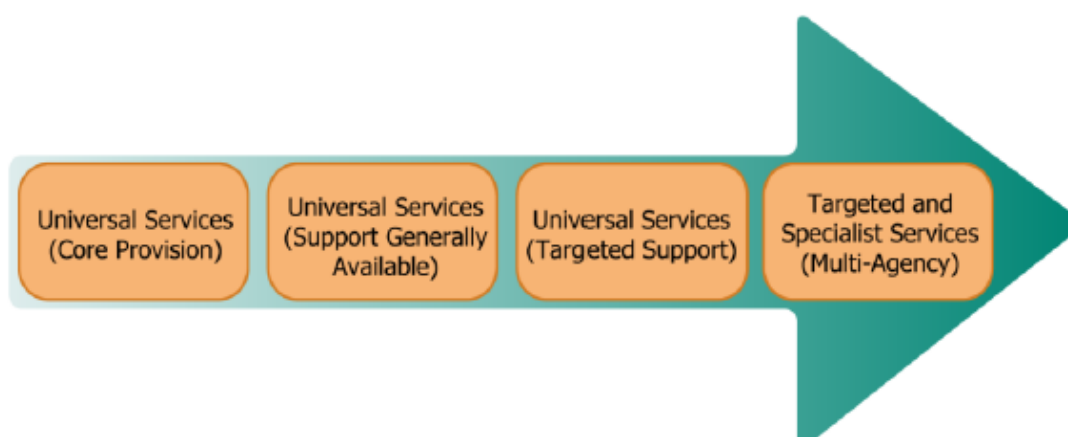 Universal Services
(Core Provision)
Universal Services
(Support Generally
Available)
Universal Services
(Targeted Support)
Targeted and
Specialist Services
(Multi-Agency)